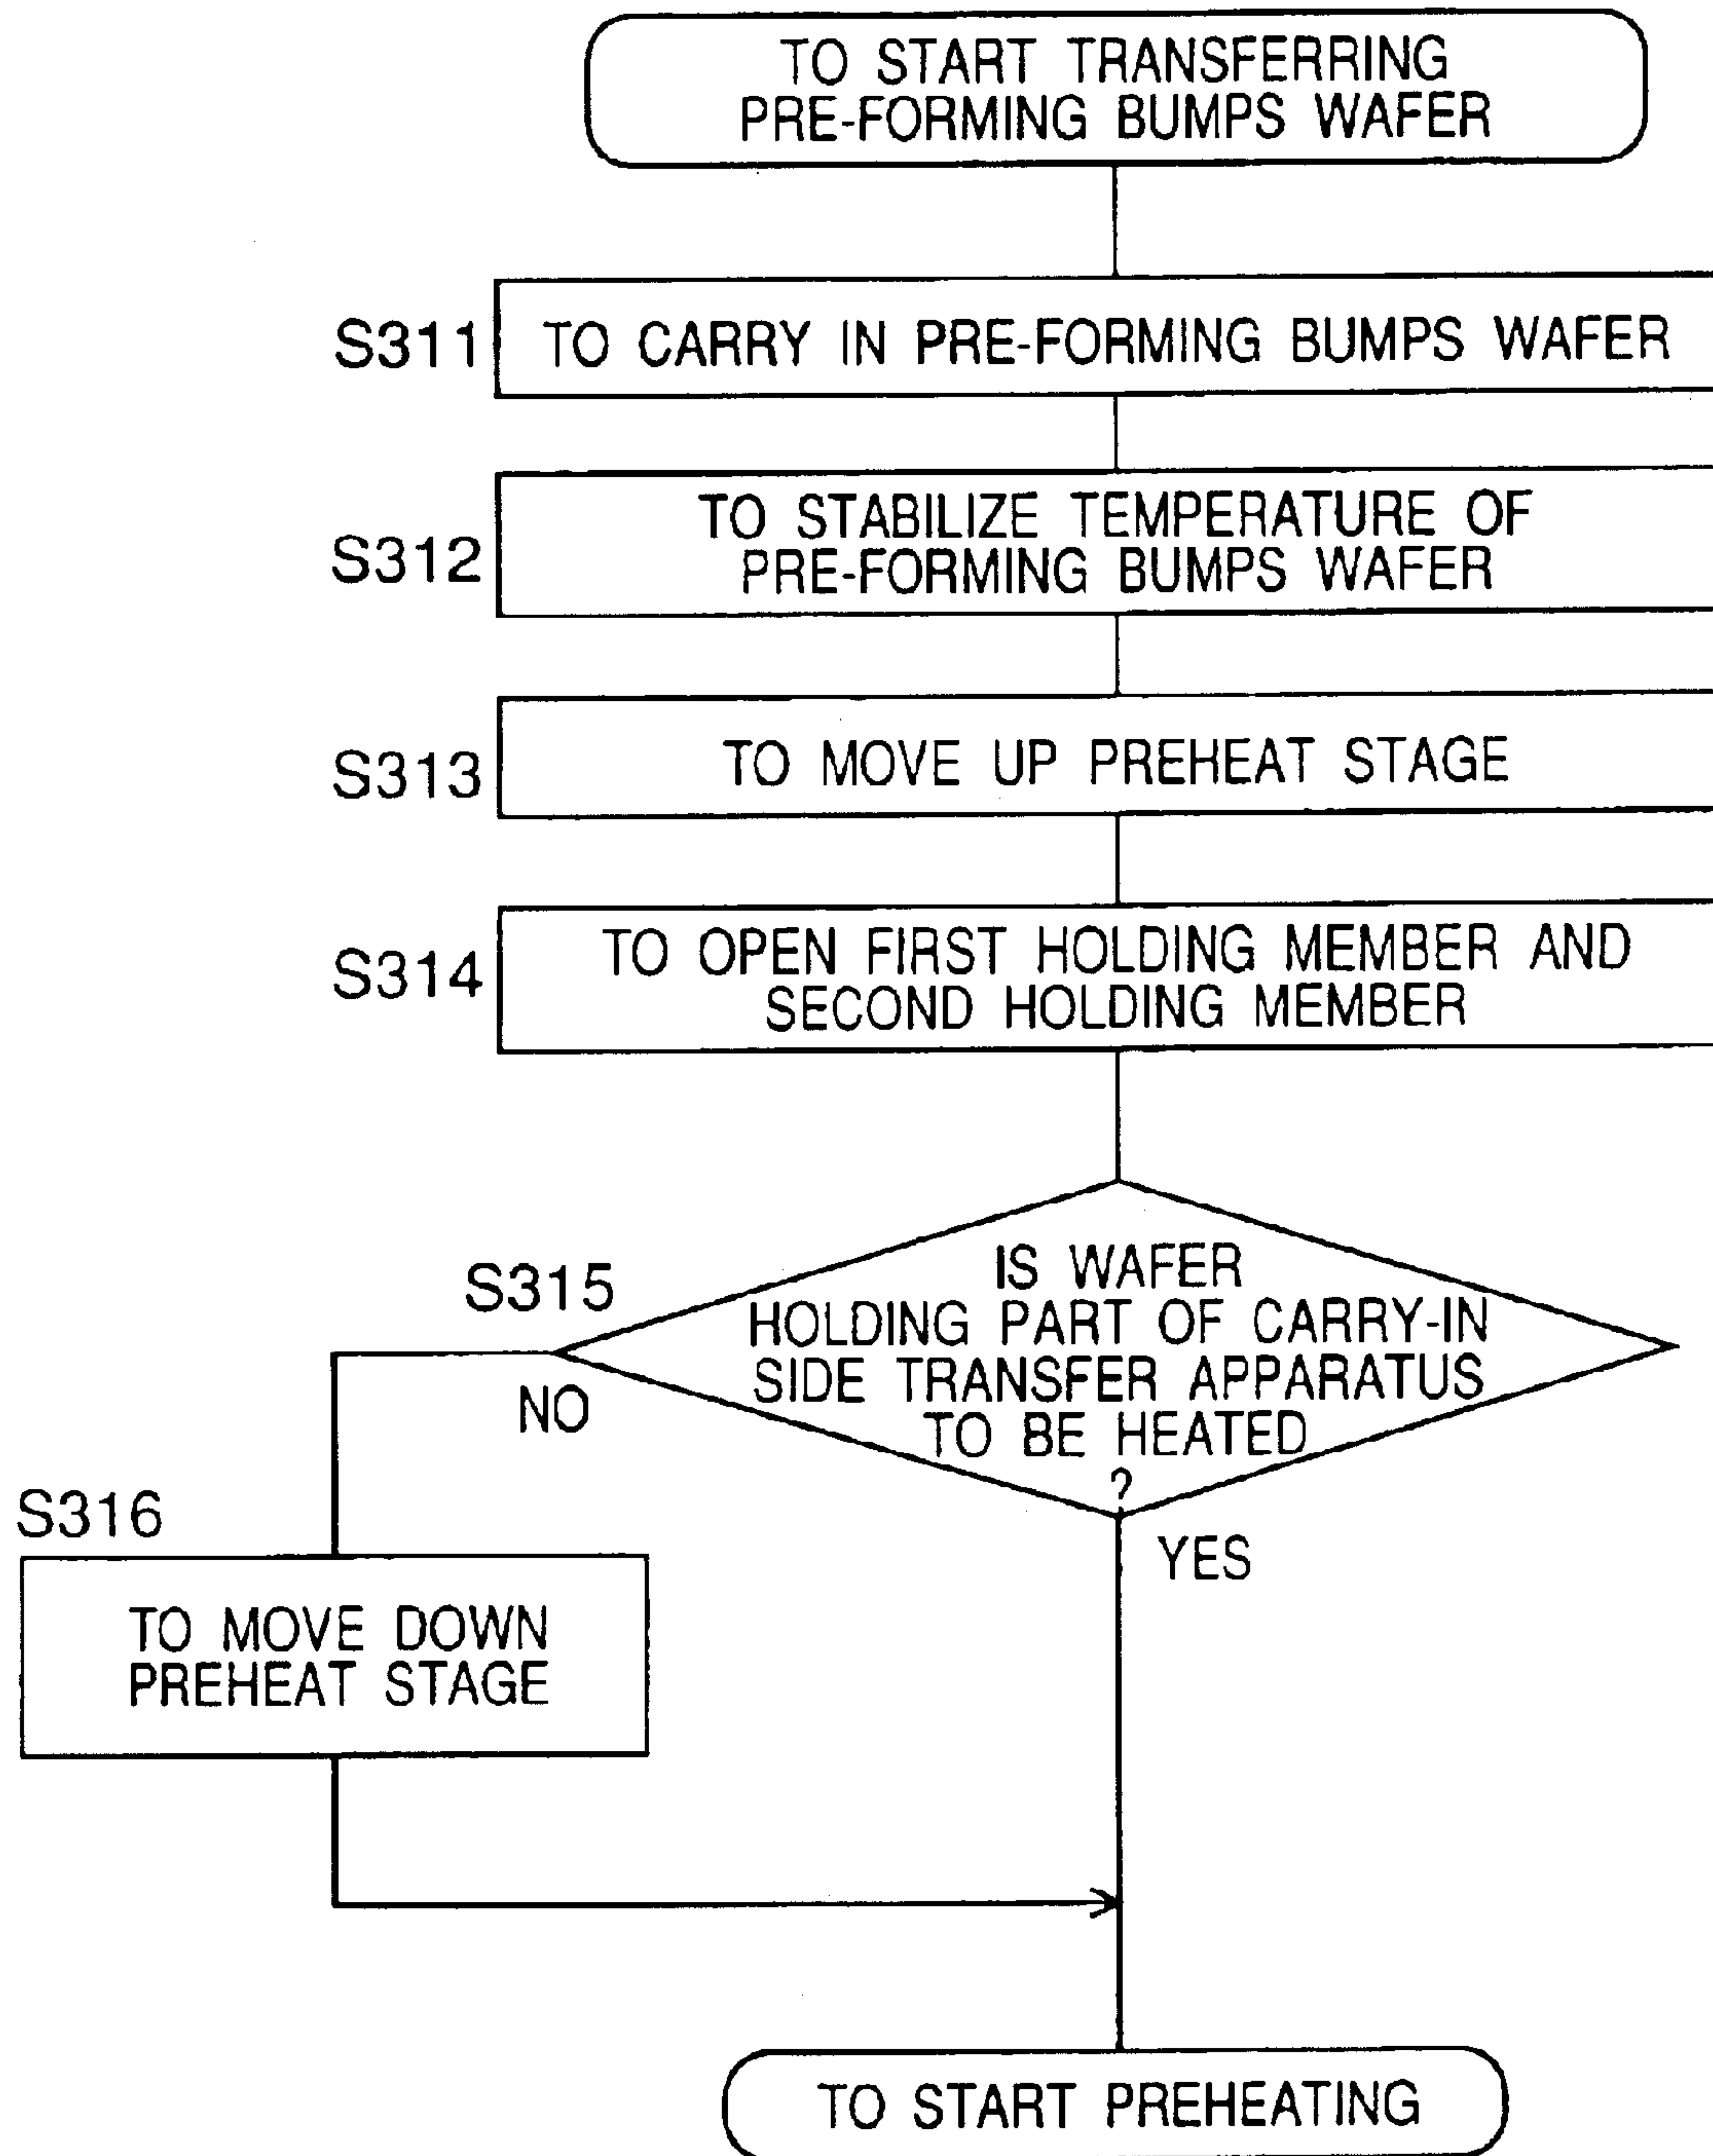 TO START TRANSFERRING
PRE-FORMING BUMPS WAFER
S311
TO CARRY IN PRE-FORMING BUMPS WAFER
S312
TO STABILIZE TEMPERATURE OF
PRE-FORMING BUMPS WAFER
S313
TO MOVE UP PREHEAT STAGE
S314
TO OPEN FIRST HOLDING MEMBER AND
SECOND HOLDING MEMBER
S315
IS WAFER
HOLDING PART OF CARRY-IN
SIDE TRANSFER APPARATUS
TO BE HEATED
?
NO
YES
S316
TO MOVE DOWN
PREHEAT STAGE
TO START PREHEATING